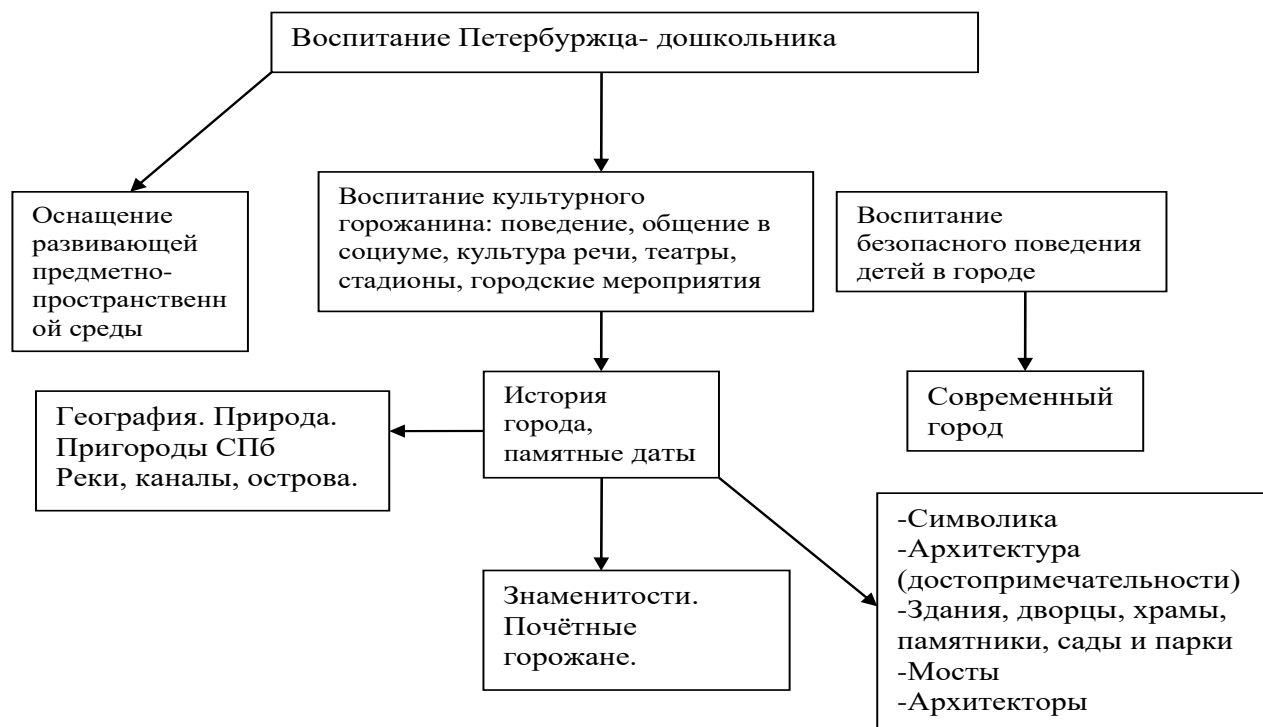 Воспитание Петербуржца- дошкольника
Оснащение
развивающей
предметно-
пространственн
ой среды
Воспитание культурного
горожанина: поведение, общение в
социуме, культура речи, театры,
стадионы, городские мероприятия
Воспитание
безопасного поведения
детей в городе
География. Природа.
Пригороды СПб
Реки, каналы, острова.
История
города,
памятные даты
Современный
город
Знаменитости.
Почётные
горожане.
-Символика
-Архитектура
(достопримечательности)
-Здания, дворцы, храмы,
памятники, сады и парки
-Мосты
-Архитекторы